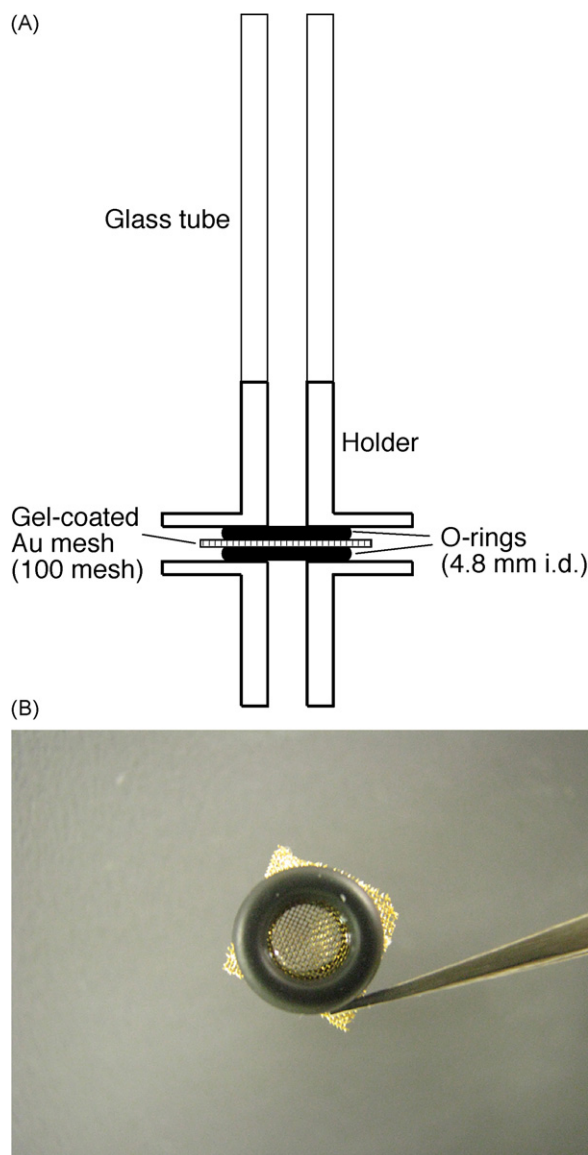 (A)
Glass tube
Holder
Gel-coated
Au mesh
(100 mesh)
O-rings
(4.8 mm i.d.)
(B)